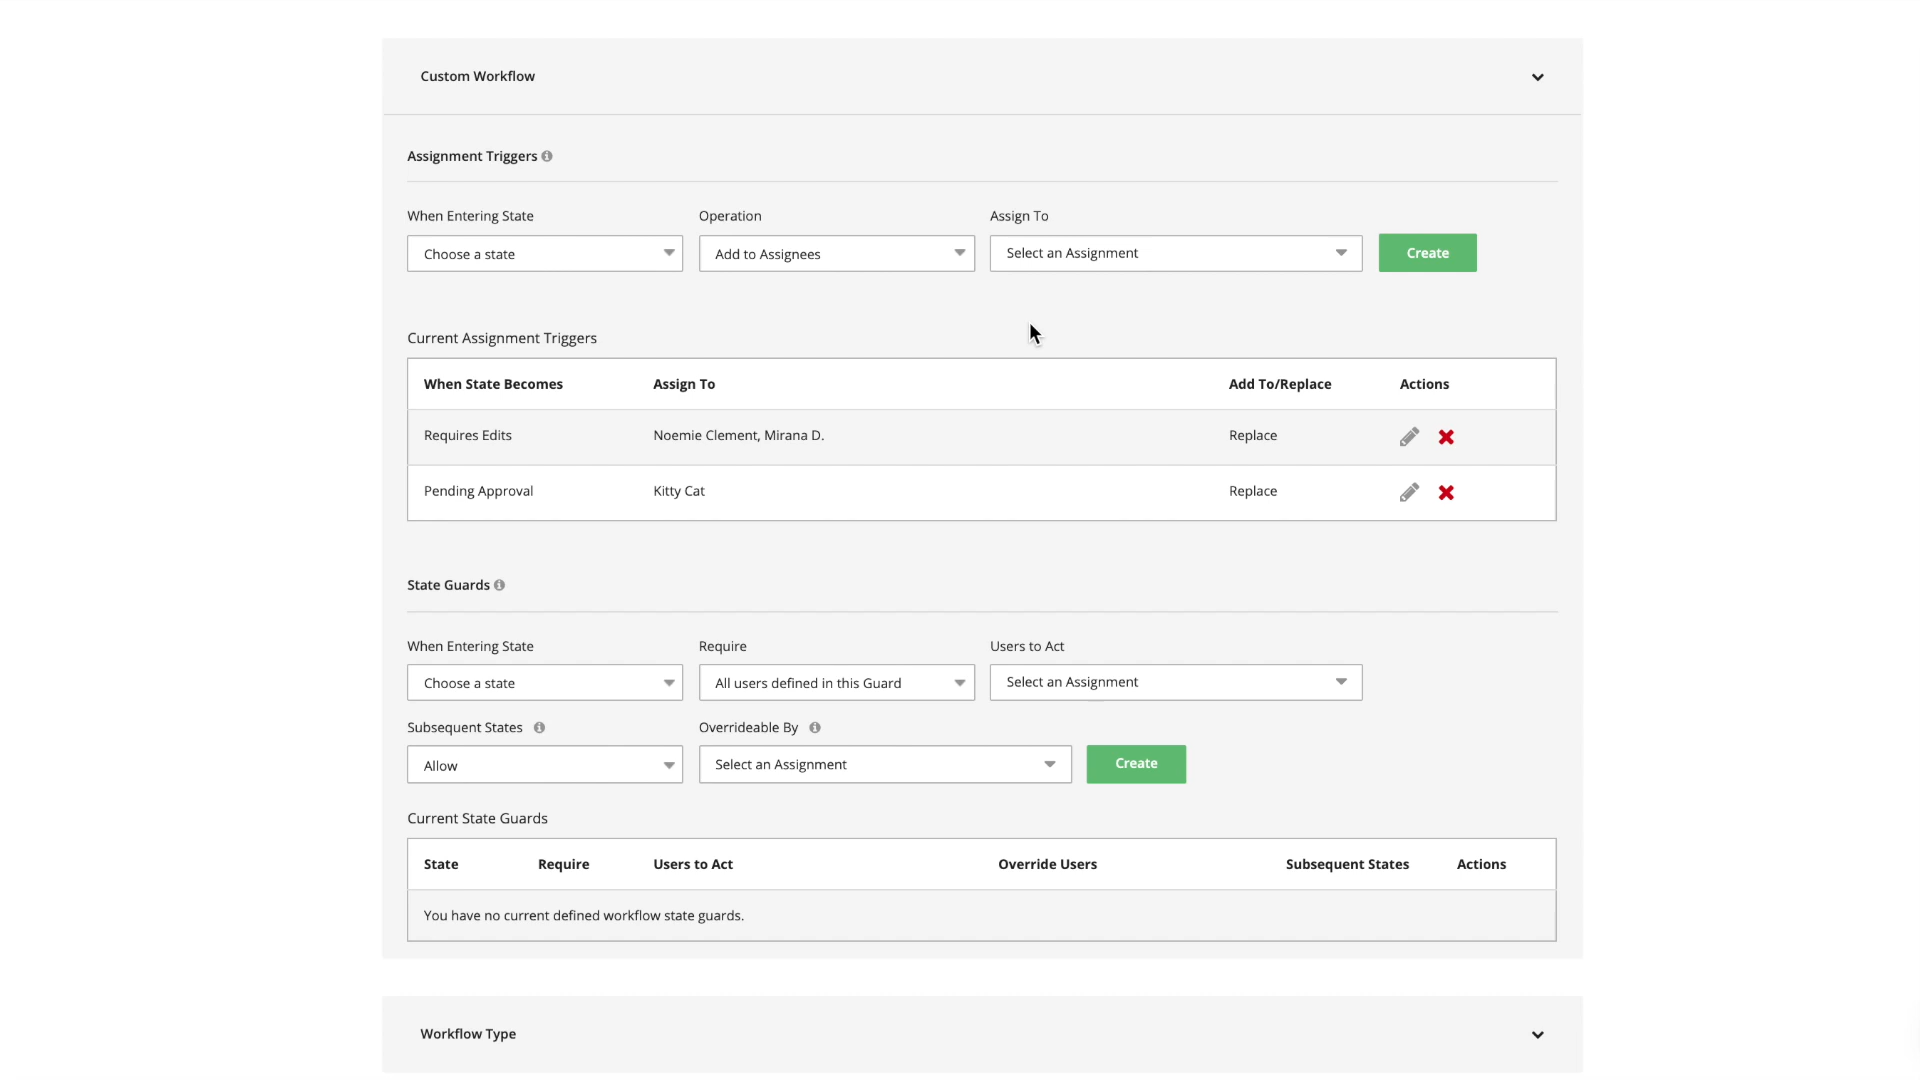 Custom Workflow
Assignment Triggers
When Entering State Operation Assign To
Choose a state Add to Assignees Select an Assignment Create
Current Assignment Triggers
When State Becomes Assign To Add To/Replace Actions
Requires Edits Noemie Clement, Mirana D. Replace
Pending Approval Kitty Cat Replace
State Guards
When Entering State Require Users to Act
Choose a state All users defined in this Guard Select an Assignment
Subsequent States Overrideable By
Allow Select an Assignment Create
Current State Guards
State Require Users to Act Override Users Subsequent States Actions
You have no current defined workflow state guards.
Workflow Type